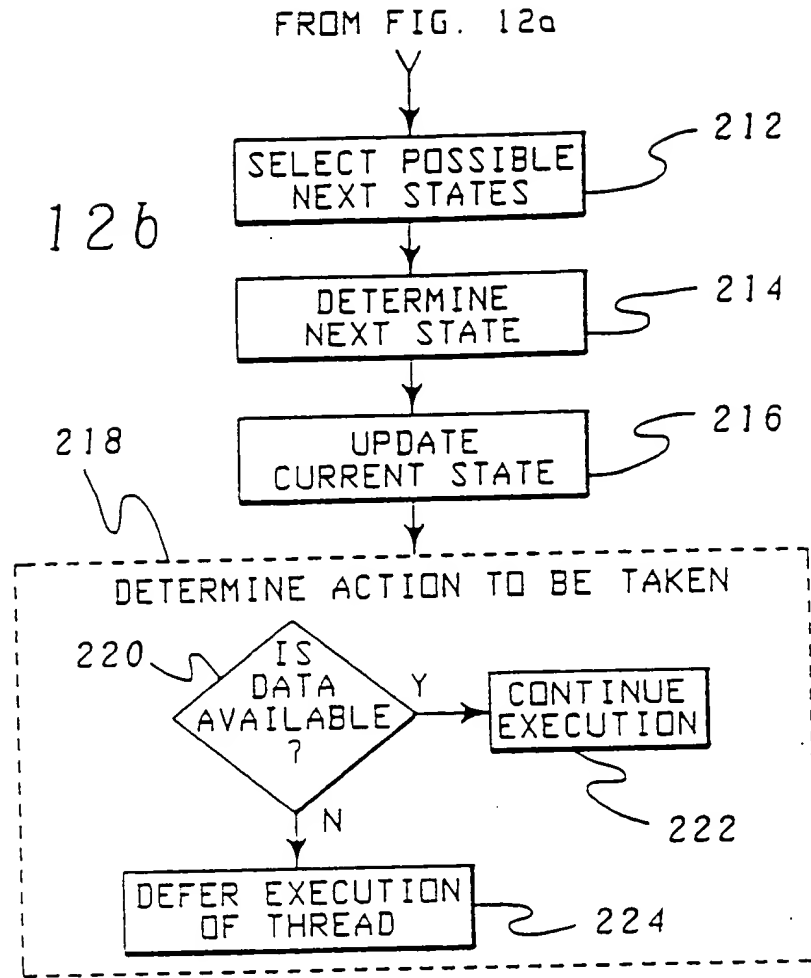 FROM FIG. 12a
212
SELECT POSSIBLE
NEXT STATES
12b
214
DETERMINE
NEXT STATE
216
UPDATE
CURRENT STATE
218
DETERMINE ACTION TO BE TAKEN
220
IS
DATA
AVAILABLE
?
Y
CONTINUE
EXECUTION
222
N
DEFER EXECUTION
OF THREAD
224